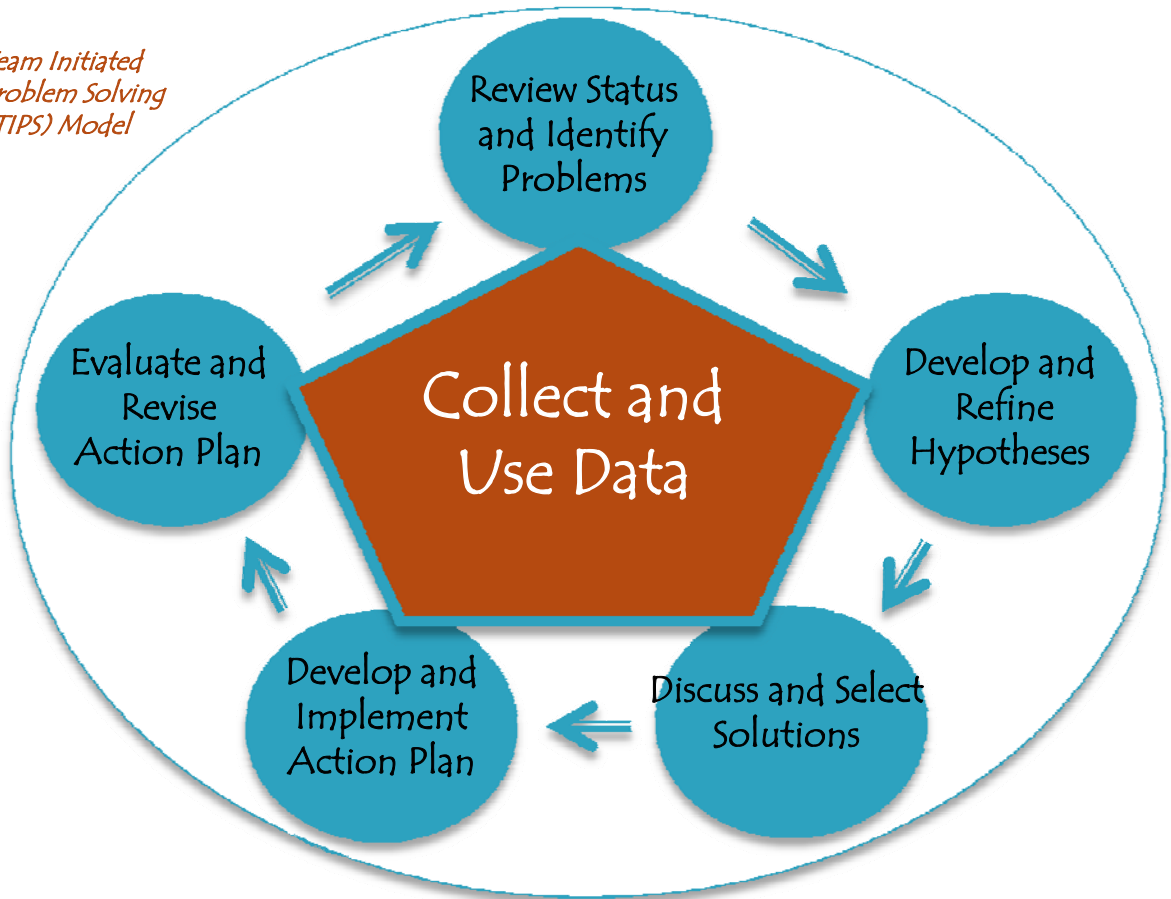 eam Initiated
roblem Solving
TIPS) Model
Review Status
and Identify
Problems
Develop and
Refine
Hypotheses
Discuss and Select
Solutions
Develop and
Implement
Action Plan
Evaluate and
Revise
Action Plan
Collect and
Use Data